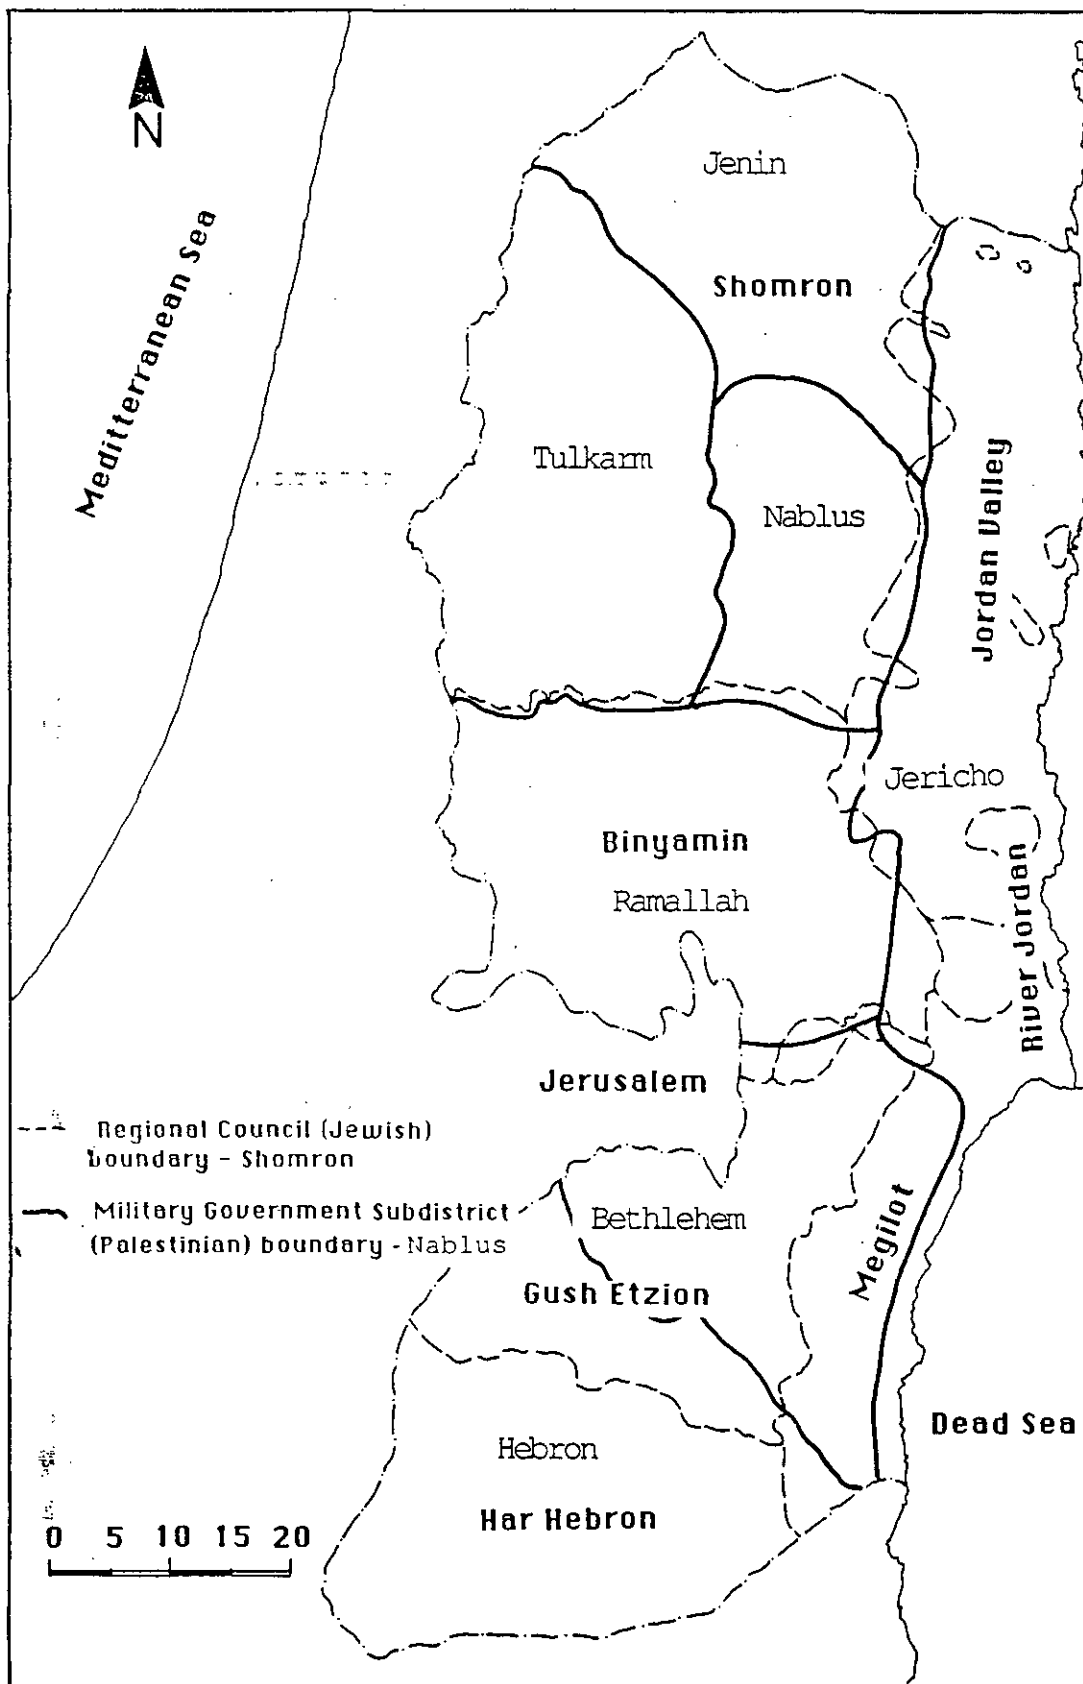 N
Jenin
Meditterranean Sea
Shomron
Tulkarm
Nablus
Jordan Valley
Jericho
Binyamin
Ramallah
River Jordan
Jerusalem
Regional Council (Jewish)
boundary - Shomron
Military Government Subdistrict
(Palestinian) boundary - Nablus
Bethlehem
Megilot
Gush Etzion
Dead Sea
Hebron
Har Hebron
0 5 10 15 20